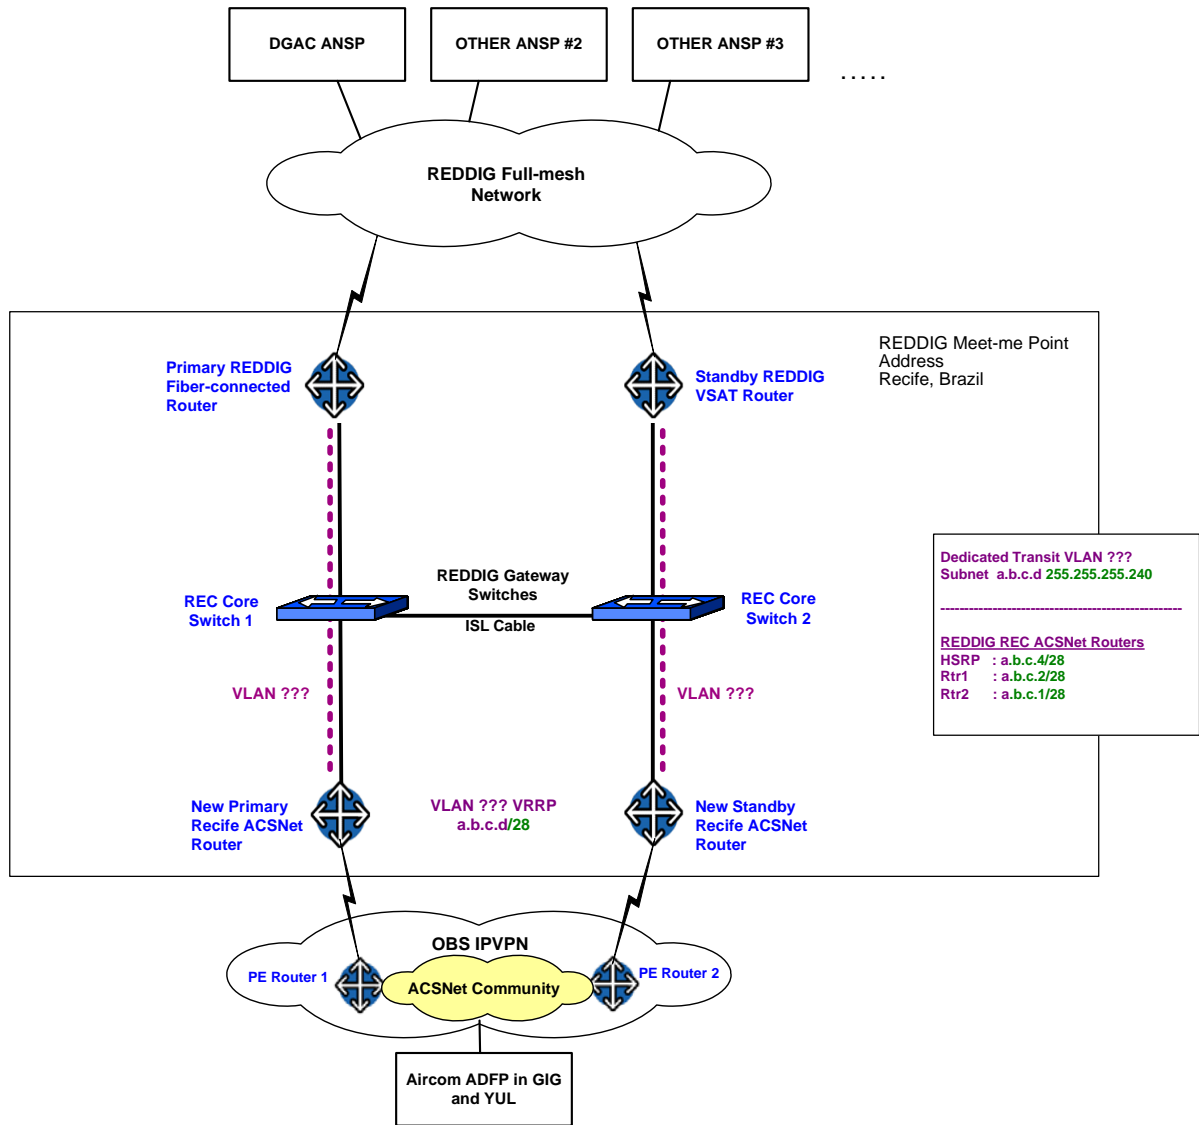 DGAC ANSP
OTHER ANSP #2
OTHER ANSP #3
.....
REDDIG Full-mesh
Network
REDDIG Meet-me Point
Address
Recife, Brazil
Primary REDDIG
Fiber-connected
Router
Standby REDDIG
VSAT Router
REDDIG Gateway
Switches
ISL Cable
REC Core
Switch 1
REC Core
Switch 2
Dedicated Transit VLAN ???
Subnet a.b.c.d 255.255.255.240
--------------------------------------------------
REDDIG REC ACSNet Routers
HSRP : a.b.c.4/28
Rtr1 : a.b.c.2/28
Rtr2 : a.b.c.1/28
VLAN ???
VLAN ???
New Primary
Recife ACSNet
Router
VLAN ??? VRRP
a.b.c.d/28
New Standby
Recife ACSNet
Router
OBS IPVPN
PE Router 1
ACSNet Community
PE Router 2
Aircom ADFP in GIG
and YUL